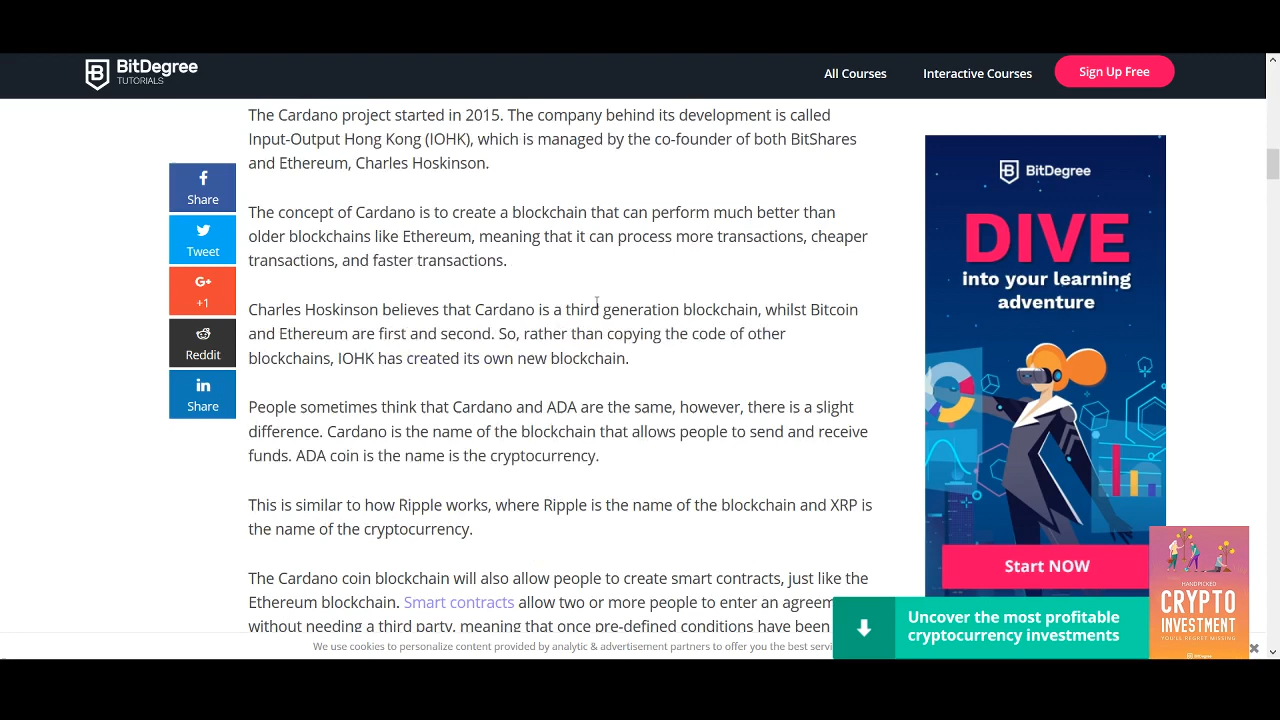 BitDegree
TUTORIALS
All Courses
Interactive Courses
Sign Up Free
The Cardano project started in 2015. The company behind its development is called
Input-Output Hong Kong (IOHK), which is managed by the co-founder of both BitShares
and Ethereum, Charles Hoskinson.
The concept of Cardano is to create a blockchain that can perform much better than
older blockchains like Ethereum, meaning that it can process more transactions, cheaper
transactions, and faster transactions.
Charles Hoskinson believes that Cardano is a third generation blockchain, whilst Bitcoin
and Ethereum are first and second. So, rather than copying the code of other
blockchains, IOHK has created its own new blockchain.
People sometimes think that Cardano and ADA are the same, however, there is a slight
difference. Cardano is the name of the blockchain that allows people to send and receive
funds. ADA coin is the name is the cryptocurrency.
This is similar to how Ripple works, where Ripple is the name of the blockchain and XRP is
the name of the cryptocurrency.
The Cardano coin blockchain will also allow people to create smart contracts, just like the
Ethereum blockchain. Smart contracts allow two or more people to enter an agreem
without needing a third party, meaning that once pre-defined conditions have been
f
Share
Tweet
G+
+1
Reddit
in
Share
BitDegree
DIVE
into your learning
adventure
Start NOW
Uncover the most profitable
cryptocurrency investments
HANDPICKED
CRYPTO
INVESTMENT
YOU'LL REGRET MISSING
BitDegree
We use cookies to personalize content provided by analytic & advertisement partners to offer you the best servi